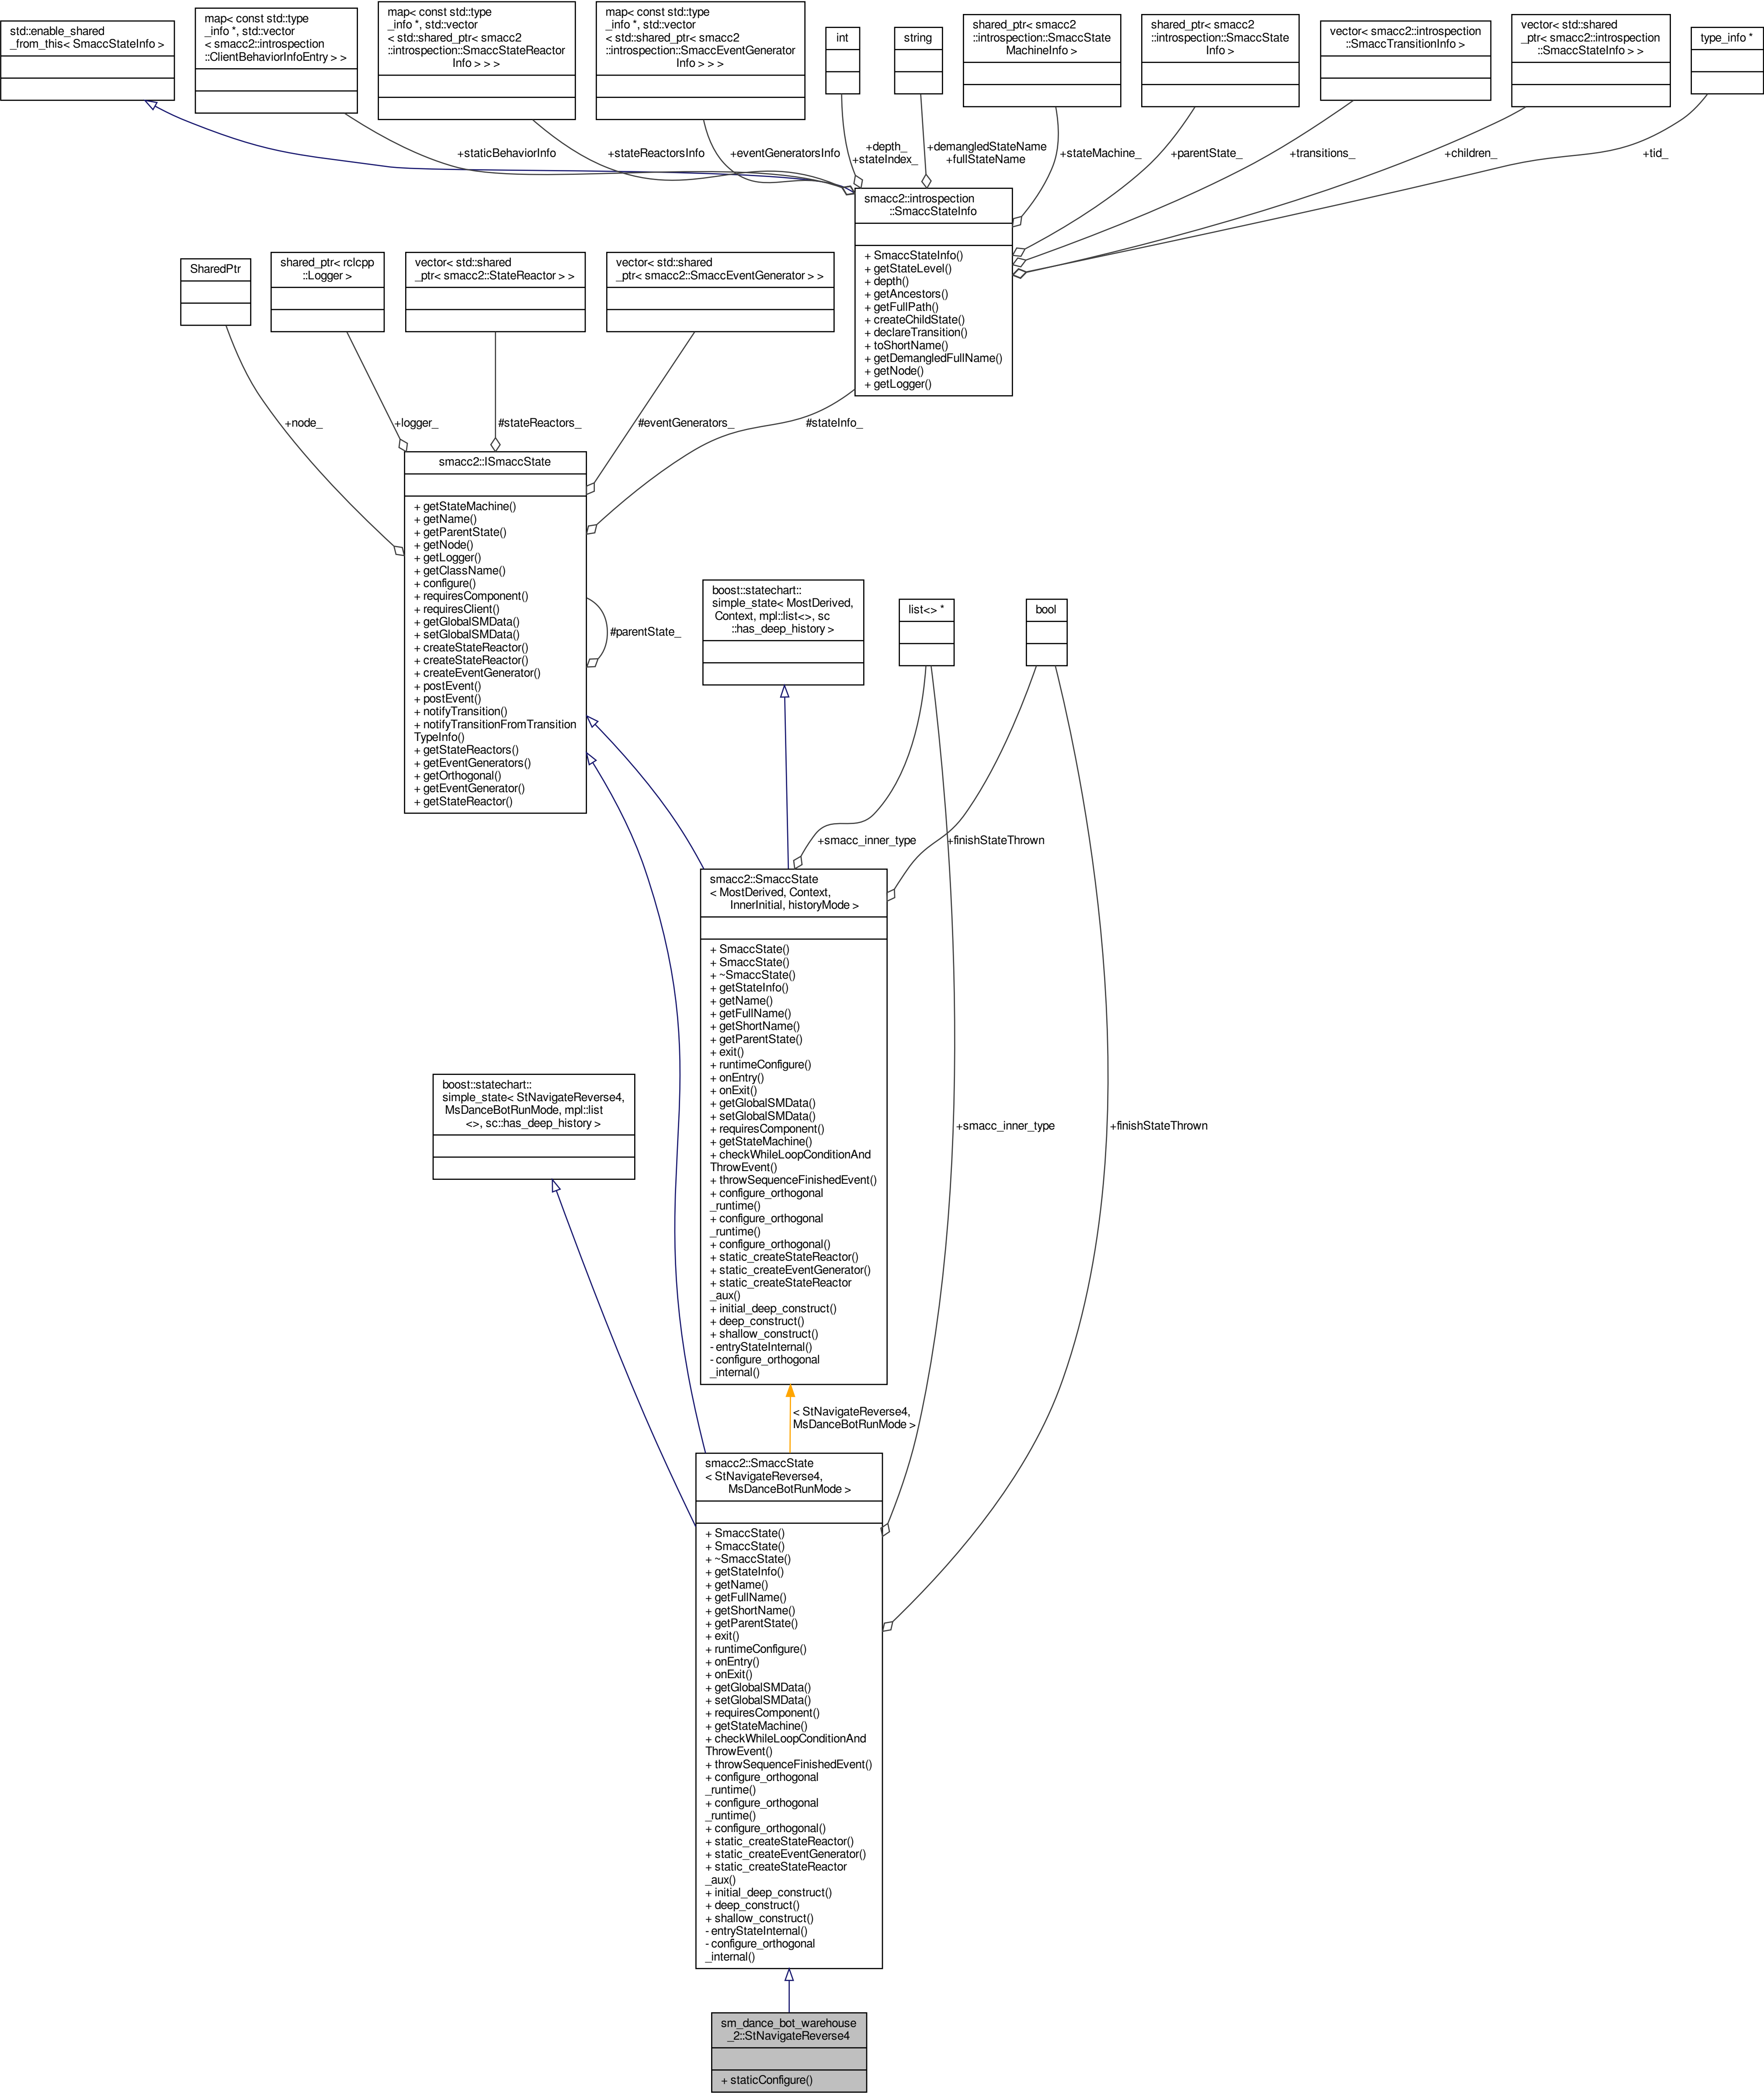 std::enable_shared
_from_this< SmaccStateInfo >
map< const std::type
_info *, std::vector
< smacc2::introspection
::ClientBehaviorInfoEntry > >
map< const std::type
_info *, std::vector
< std::shared_ptr< smacc2
::introspection::SmaccStateReactor
Info > > >
map< const std::type
_info *, std::vector
< std::shared_ptr< smacc2
::introspection::SmaccEventGenerator
Info > > >
int
string
shared_ptr< smacc2
::introspection::SmaccState
MachineInfo >
shared_ptr< smacc2
::introspection::SmaccState
Info >
vector< smacc2::introspection
::SmaccTransitionInfo >
vector< std::shared
_ptr< smacc2::introspection
::SmaccStateInfo > >
type_info *
+staticBehaviorInfo
+stateReactorsInfo
+eventGeneratorsInfo
+depth_
+stateIndex_
+demangledStateName
+fullStateName
+stateMachine_
+parentState_
+transitions_
+children_
+tid_
smacc2::introspection
::SmaccStateInfo
+ SmaccStateInfo()
+ getStateLevel()
+ depth()
+ getAncestors()
+ getFullPath()
+ createChildState()
+ declareTransition()
+ toShortName()
+ getDemangledFullName()
+ getNode()
+ getLogger()
SharedPtr
shared_ptr< rclcpp
::Logger >
vector< std::shared
_ptr< smacc2::StateReactor > >
vector< std::shared
_ptr< smacc2::SmaccEventGenerator > >
+node_
+logger_
#stateReactors_
#eventGenerators_
#stateInfo_
smacc2::ISmaccState
+ getStateMachine()
+ getName()
+ getParentState()
+ getNode()
+ getLogger()
+ getClassName()
+ configure()
+ requiresComponent()
+ requiresClient()
+ getGlobalSMData()
+ setGlobalSMData()
+ createStateReactor()
+ createStateReactor()
+ createEventGenerator()
+ postEvent()
+ postEvent()
+ notifyTransition()
+ notifyTransitionFromTransition
TypeInfo()
+ getStateReactors()
+ getEventGenerators()
+ getOrthogonal()
+ getEventGenerator()
+ getStateReactor()
#parentState_
boost::statechart::
simple_state< MostDerived,
Context, mpl::list<>, sc
::has_deep_history >
list<> *
bool
+smacc_inner_type
+finishStateThrown
smacc2::SmaccState
< MostDerived, Context,
InnerInitial, historyMode >
+ SmaccState()
+ SmaccState()
+ ~SmaccState()
+ getStateInfo()
+ getName()
+ getFullName()
+ getShortName()
+ getParentState()
+ exit()
+ runtimeConfigure()
+ onEntry()
+ onExit()
+ getGlobalSMData()
+ setGlobalSMData()
+ requiresComponent()
+ getStateMachine()
+ checkWhileLoopConditionAnd
ThrowEvent()
+ throwSequenceFinishedEvent()
+ configure_orthogonal
_runtime()
+ configure_orthogonal
_runtime()
+ configure_orthogonal()
+ static_createStateReactor()
+ static_createEventGenerator()
+ static_createStateReactor
_aux()
+ initial_deep_construct()
+ deep_construct()
+ shallow_construct()
- entryStateInternal()
- configure_orthogonal
_internal()
boost::statechart::
simple_state< StNavigateReverse4,
MsDanceBotRunMode, mpl::list
<>, sc::has_deep_history >
+smacc_inner_type
+finishStateThrown
< StNavigateReverse4,
MsDanceBotRunMode >
smacc2::SmaccState
< StNavigateReverse4,
MsDanceBotRunMode >
+ SmaccState()
+ SmaccState()
+ ~SmaccState()
+ getStateInfo()
+ getName()
+ getFullName()
+ getShortName()
+ getParentState()
+ exit()
+ runtimeConfigure()
+ onEntry()
+ onExit()
+ getGlobalSMData()
+ setGlobalSMData()
+ requiresComponent()
+ getStateMachine()
+ checkWhileLoopConditionAnd
ThrowEvent()
+ throwSequenceFinishedEvent()
+ configure_orthogonal
_runtime()
+ configure_orthogonal
_runtime()
+ configure_orthogonal()
+ static_createStateReactor()
+ static_createEventGenerator()
+ static_createStateReactor
_aux()
+ initial_deep_construct()
+ deep_construct()
+ shallow_construct()
- entryStateInternal()
- configure_orthogonal
_internal()
sm_dance_bot_warehouse
_2::StNavigateReverse4
+ staticConfigure()